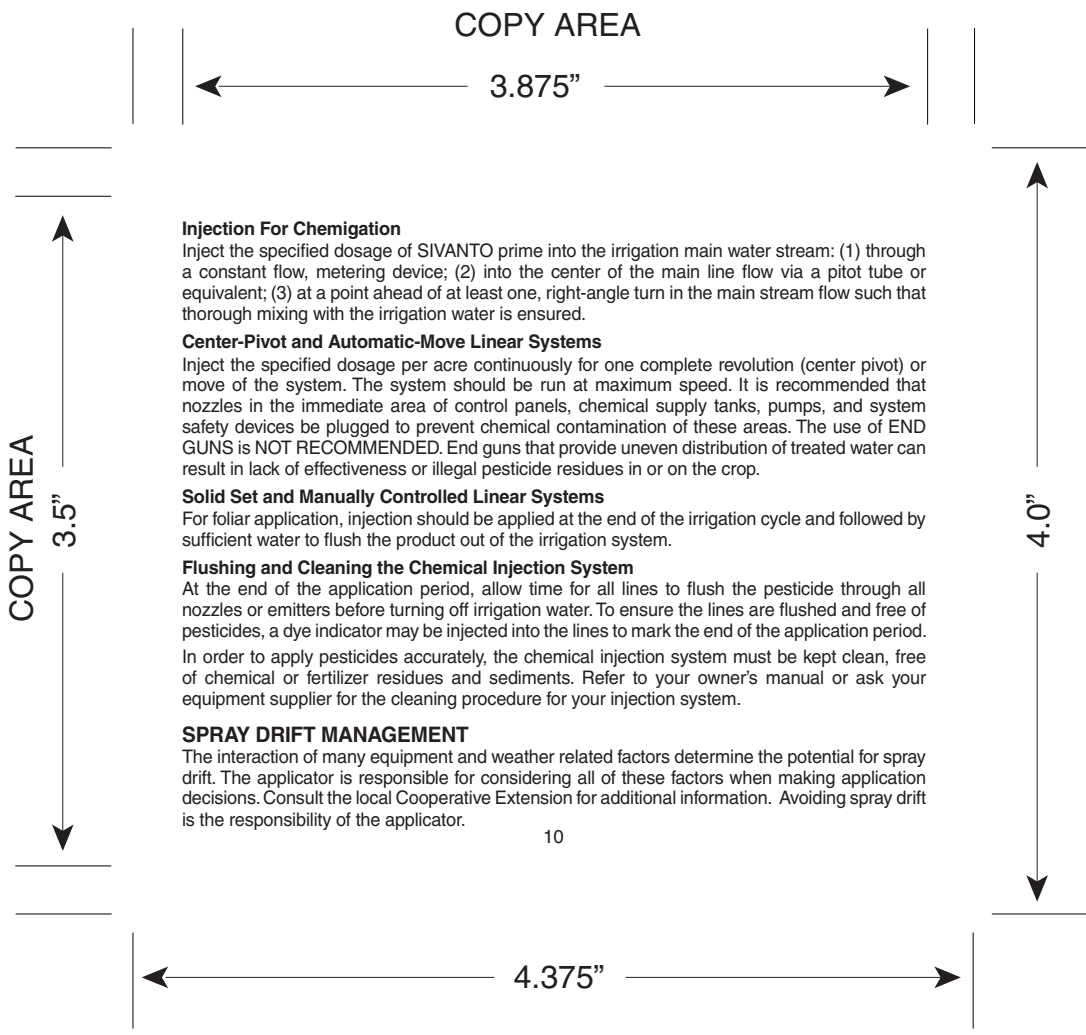 COPY AREA
3.875”
Injection For Chemigation
Inject the specified dosage of SIVANTO prime into the irrigation main water stream: (1) through
a constant flow, metering device; (2) into the center of the main line flow via a pitot tube or
equivalent; (3) at a point ahead of at least one, right-angle turn in the main stream flow such that
thorough mixing with the irrigation water is ensured.
Center-Pivot and Automatic-Move Linear Systems
Inject the specified dosage per acre continuously for one complete revolution (center pivot) or
move of the system. The system should be run at maximum speed. It is recommended that
nozzles in the immediate area of control panels, chemical supply tanks, pumps, and system
safety devices be plugged to prevent chemical contamination of these areas. The use of END
GUNS is NOT RECOMMENDED. End guns that provide uneven distribution of treated water can
result in lack of effectiveness or illegal pesticide residues in or on the crop.
Solid Set and Manually Controlled Linear Systems
For foliar application, injection should be applied at the end of the irrigation cycle and followed by
sufficient water to flush the product out of the irrigation system.
Flushing and Cleaning the Chemical Injection System
At the end of the application period, allow time for all lines to flush the pesticide through all
nozzles or emitters before turning off irrigation water. To ensure the lines are flushed and free of
pesticides, a dye indicator may be injected into the lines to mark the end of the application period.
In order to apply pesticides accurately, the chemical injection system must be kept clean, free
of chemical or fertilizer residues and sediments. Refer to your owner’s manual or ask your
equipment supplier for the cleaning procedure for your injection system.
SPRAY DRIFT MANAGEMENT
The interaction of many equipment and weather related factors determine the potential for spray
drift. The applicator is responsible for considering all of these factors when making application
decisions. Consult the local Cooperative Extension for additional information.  Avoiding spray drift
is the responsibility of the applicator.
10
COPY AREA
3.5”
4.0”
4.375”